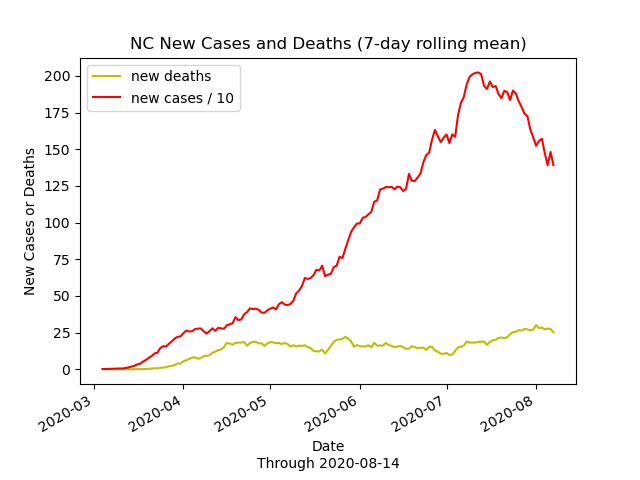 NC New Cases and Deaths (7-day rolling mean)
new deaths
new cases / 10
New Cases or Deaths
200
175
150
125
100
75
50
25
0
2020-03
2020-04
2020-05
2020-06
2020-07
2020-08
Date
Through 2020-08-14